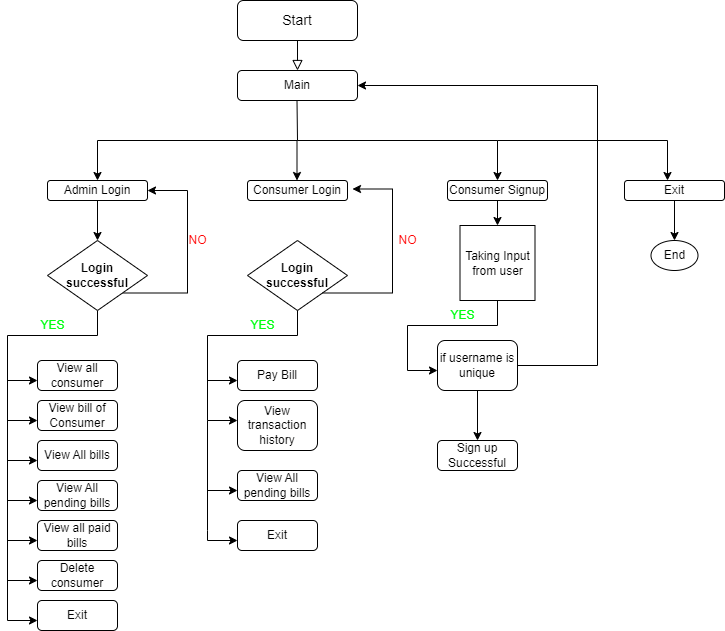 Start
Main
Admin Login
Consumer Login
Consumer Signup
Exit
NO
NO
Login
successful
Login
successful
Taking Input
from user
End
YES
YES
YES
View all
consumer
View bill of
Consumer
View All bills
View All
pending bills
View all paid
bills
Delete
consumer
Exit
Pay Bill
View
transaction
history
View All
pending bills
Exit
if username is
unique
Sign up
Successful